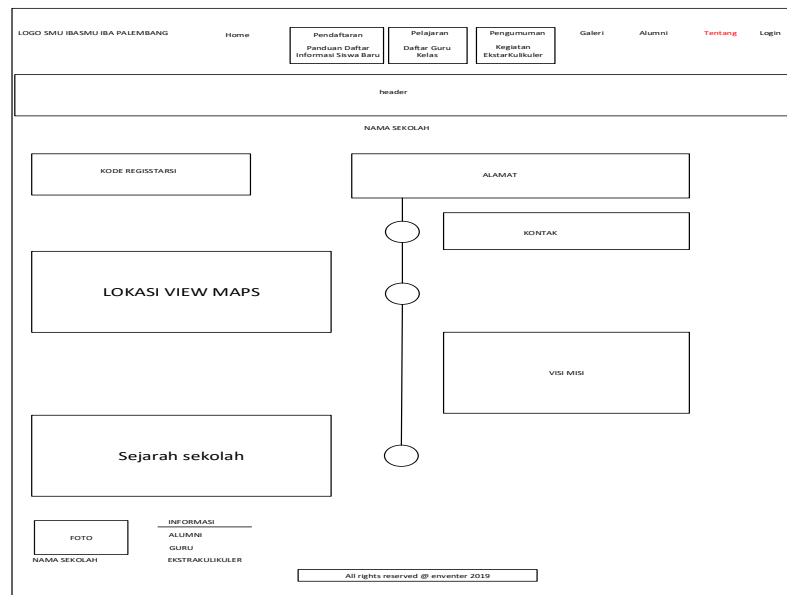 LOGO SMU IBASMU IBA PALEMBANG
Home
Pendaftaran
Panduan Daftar
Informasi Siswa Baru
Pelajaran
Daftar Guru
Kelas
Pengumuman
Kegiatan
EkstarKulikuler
Galeri
Alumni
Tentang
Login
header
NAMA SEKOLAH
KODE REGISSTARSI
ALAMAT
KONTAK
LOKASI VIEW MAPS
VISI MISI
Sejarah sekolah
FOTO
NAMA SEKOLAH
INFORMASI
ALUMNI
GURU
EKSTRAKULIKULER
All rights reserved @ enventer 2019